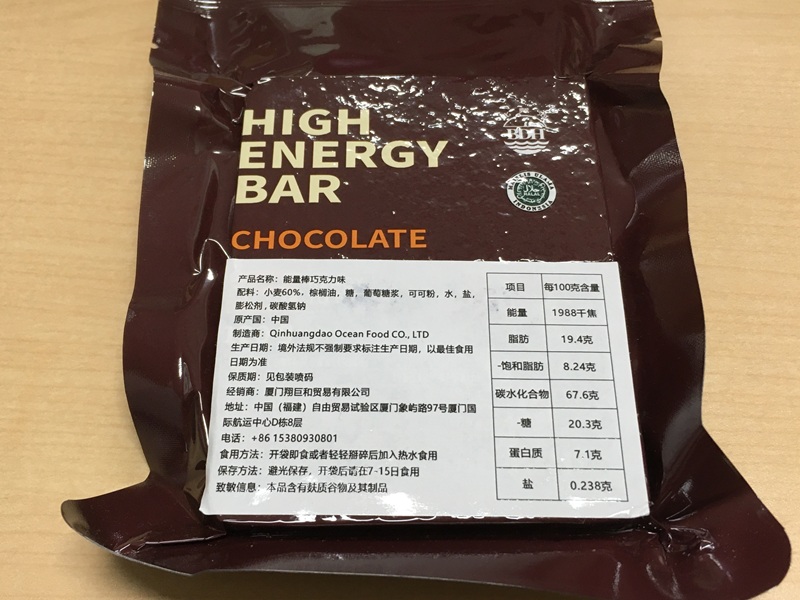 HIGH
ENERGY
BAR
BDH
MAJELIS ULAMA
HALAL
INDONESIA
CHOCOLATE
产品名称：能量棒巧克力味
配料：小麦60%，棕榈油，糖，葡萄糖浆，可可粉，水，盐，
膨松剂，碳酸氢钠
原产国：中国
制造商：Qinhuangdao Ocean Food CO., LTD
生产日期：境外法规不强制要求标注生产日期，以最佳食用
日期为准
保质期：见包装喷码
经销商：厦门翔巨和贸易有限公司
地址：中国（福建）自由贸易试验区厦门象屿路97号厦门国
际航运中心D栋8层
电话：+86 15380930801
食用方法：开袋即食或者轻轻掰碎后加入热水食用
保存方法：避光保存，开袋后请在7-15日食用
致敏信息：本品含有麸质谷物及其制品
项目 每100克含量
能量 1988千焦
脂肪 19.4克
-饱和脂肪 8.24克
碳水化合物 67.6克
-糖 20.3克
蛋白质 7.1克
盐 0.238克